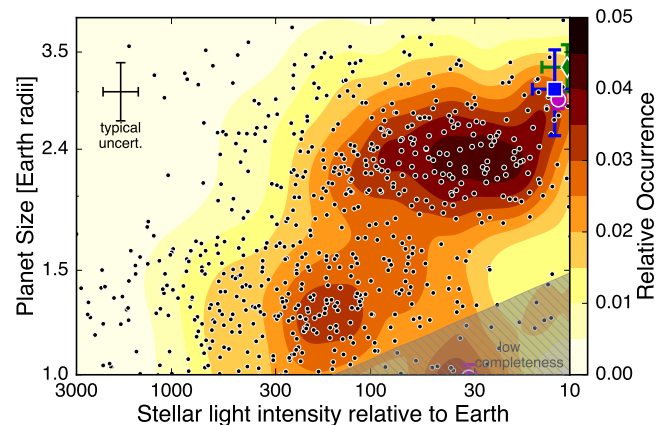 3.5
2.4
1.5
1.0
Planet Size [Earth radii]
typical
uncert.
low
completeness
3000
1000
300
100
30
10
Stellar light intensity relative to Earth
0.05
0.04
0.03
0.02
0.01
0.00
Relative Occurrence